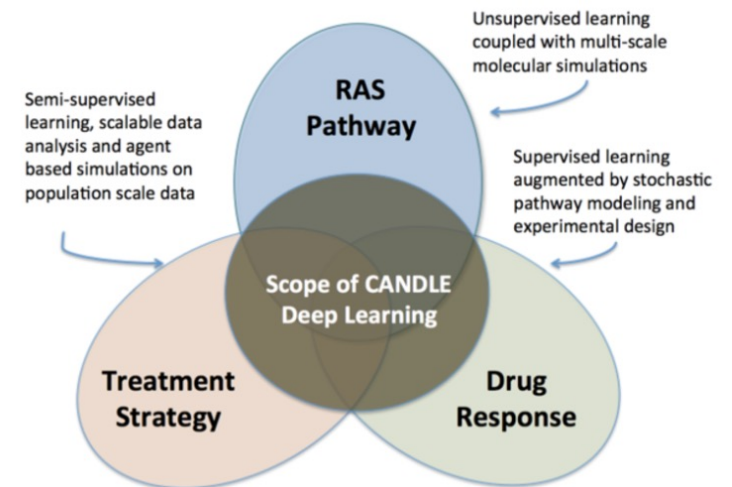 Unsupervised learning
coupled with multi-scale
molecular simulations
RAS
Pathway
Semi-supervised
learning, scalable data
analysis and agent
based simulations on
population scale data
Supervised learning
augmented by stochastic
pathway modeling and
experimental design
Scope of CANDLE
Deep Learning
Treatment
Strategy
Drug
Response